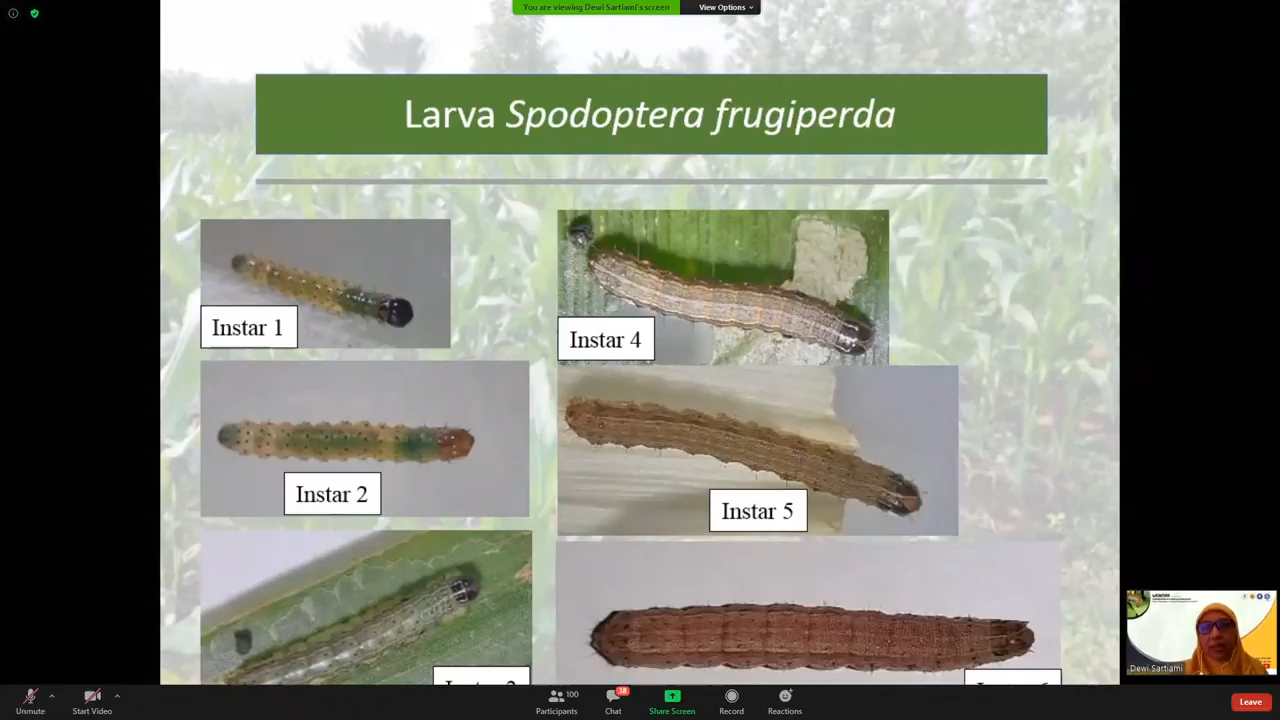 You are viewing Dewi Sartiami's screen
View Options
Larva Spodoptera frugiperda
Instar 1
Instar 4
Instar 2
Instar 5
Dewi Sartiami
Unmute
Start Video
100
Participants
38
Chat
Share Screen
Record
Reactions
Leave